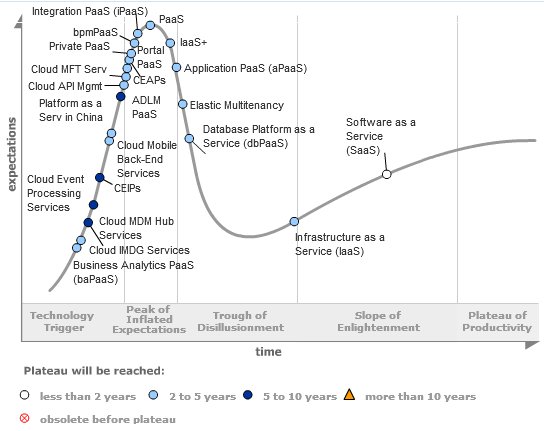 Integration PaaS (iPaaS)
PaaS
bpmPaaS
IaaS+
Private PaaS
Portal
PaaS
Cloud MFT Serv
Application PaaS (aPaaS)
CEAPs
Cloud API Mgmt
Platform as a
Serv in China
ADLM
PaaS
Elastic Multitenancy
Database Platform as a
Service (dbPaaS)
Software as a
Service
(SaaS)
Cloud Mobile
Back-End
Services
Cloud Event
Processing
Services
CEIPs
Cloud MDM Hub
Services
Cloud IMDG Services
Business Analytics PaaS
(baPaaS)
Infrastructure as a
Service (IaaS)
expectations
Technology
Trigger
Peak of
Inflated
Expectations
Trough of
Disillusionment
Slope of
Enlightenment
Plateau of
Productivity
time
Plateau will be reached:
less than 2 years
2 to 5 years
5 to 10 years
more than 10 years
obsolete before plateau